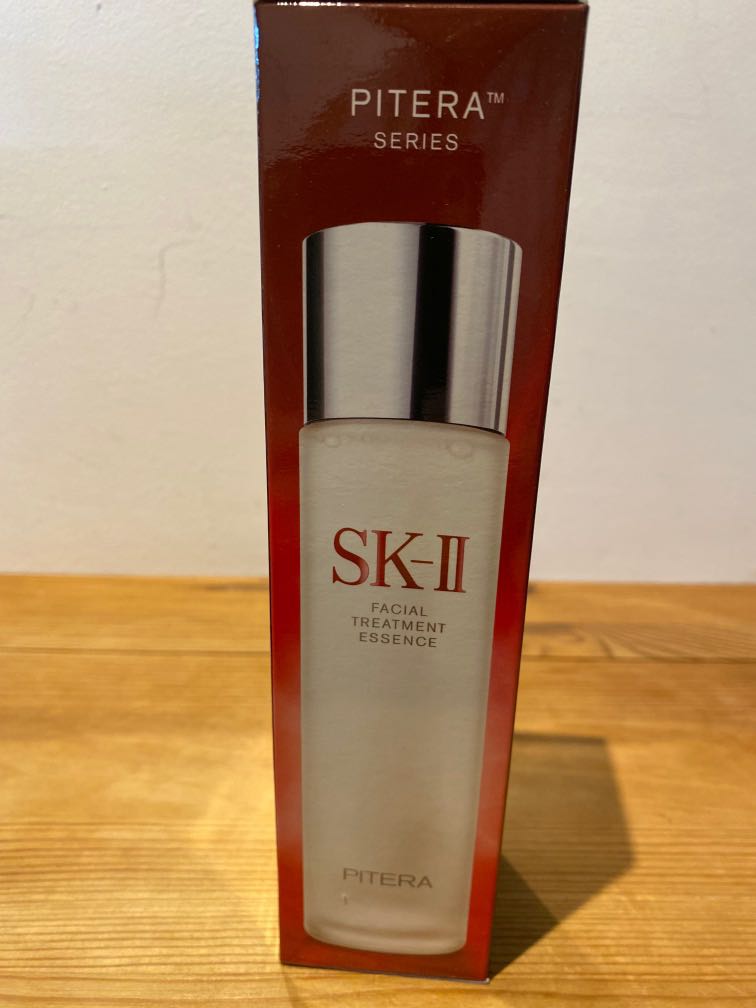 PITERA™
SERIES
SK-II
FACIAL
TREATMENT
ESSENCE
PITERA